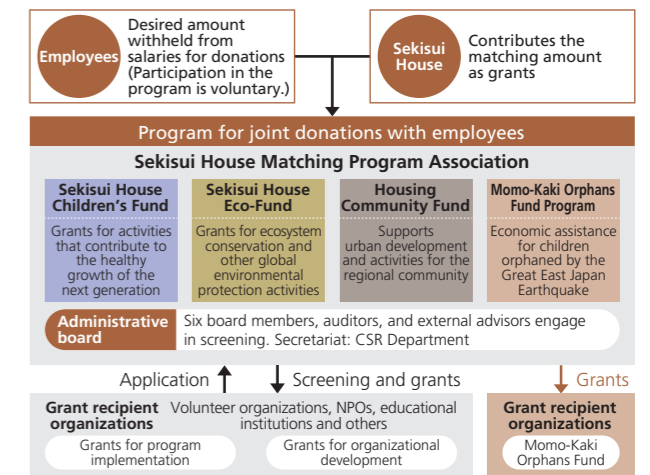 Employees
Desired amount
withheld from
salaries for donations
(Participation in the
program is voluntary.)
Sekisui
House
Contributes the
matching amount
as grants
Program for joint donations with employees
Sekisui House Matching Program Association
Sekisui House
Children's Fund
Grants for activities
that contribute to
the healthy
growth of the
next generation
Sekisui House
Eco-Fund
Grants for ecosystem
conservation and
other global
environmental
protection activities
Housing
Community Fund
Supports
urban development
and activities for the
regional community
Momo-Kaki Orphans
Fund Program
Economic assistance
for children
orphaned by the
Great East Japan
Earthquake
Administrative
board
Six board members, auditors, and external advisors engage
in screening. Secretariat: CSR Department
Application
Screening and grants
Grants
Grant recipient
organizations
Volunteer organizations, NPOs, educational
institutions and others
Grants for program
implementation
Grants for organizational
development
Grant recipient
organizations
Momo-Kaki
Orphans Fund